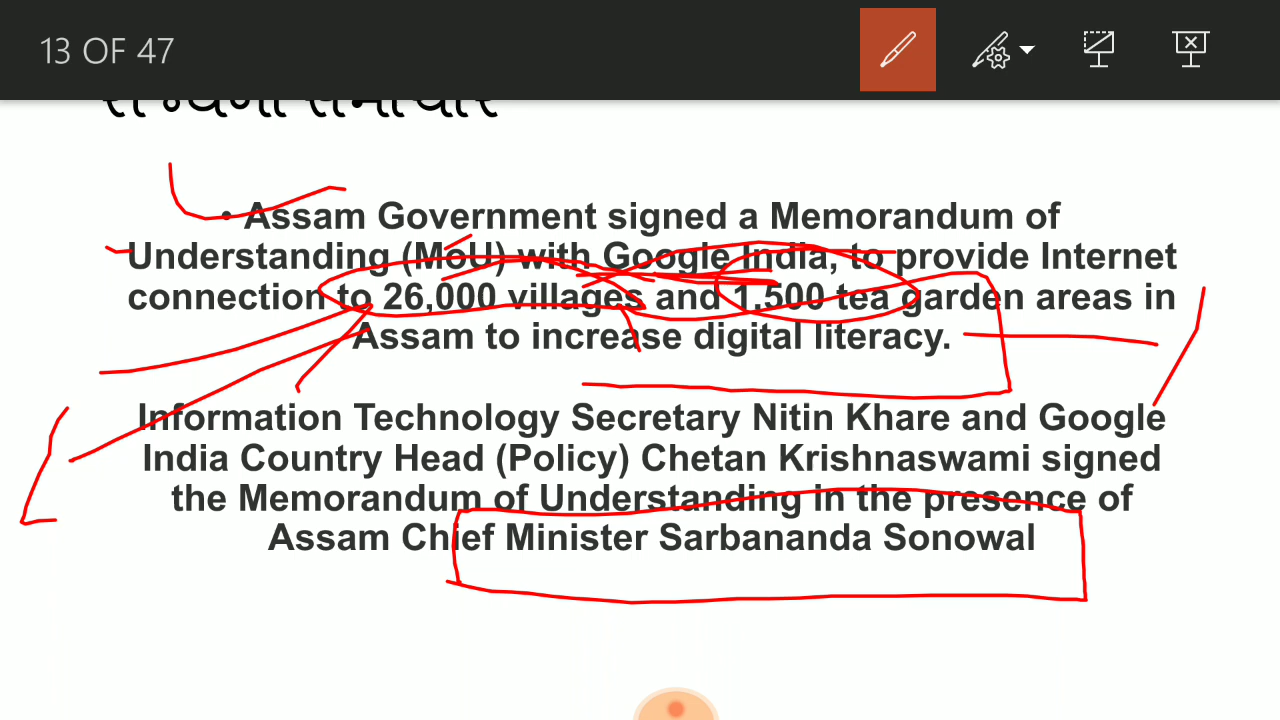 13 OF 47
• Assam Government signed a Memorandum of
Understanding (MoU) with Google India, to provide Internet
connection to 26,000 villages and 1,500 tea garden areas in
Assam to increase digital literacy.
Information Technology Secretary Nitin Khare and Google
India Country Head (Policy) Chetan Krishnaswami signed
the Memorandum of Understanding in the presence of
Assam Chief Minister Sarbananda Sonowal